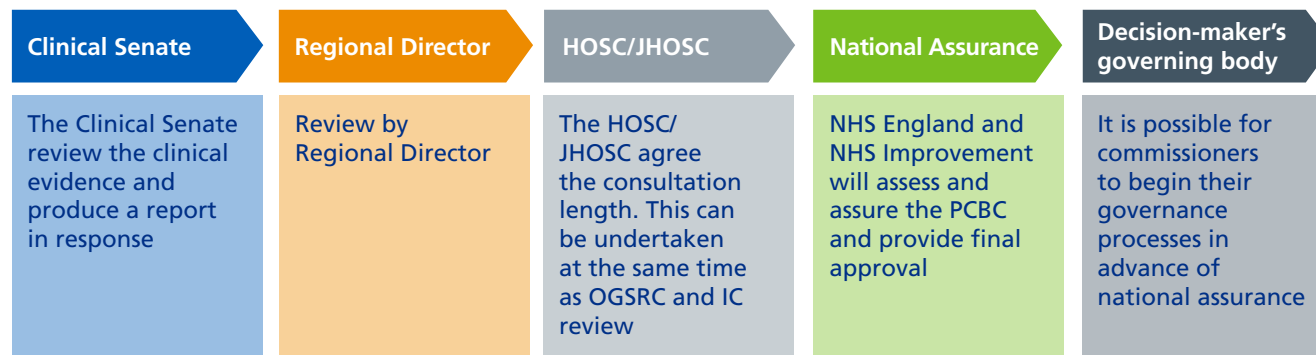 Clinical Senate
The Clinical Senate
review the clinical
evidence and
produce a report
in response
Regional Director
Review by
Regional Director
HOSC/JHOSC
The HOSC/
JHOSC agree
the consultation
length. This can
be undertaken
at the same time
as OGSRC and IC
review
National Assurance
NHS England and
NHS Improvement
will assess and
assure the PCBC
and provide final
approval
Decision-maker’s
governing body
It is possible for
commissioners
to begin their
governance
processes in
advance of
national assurance